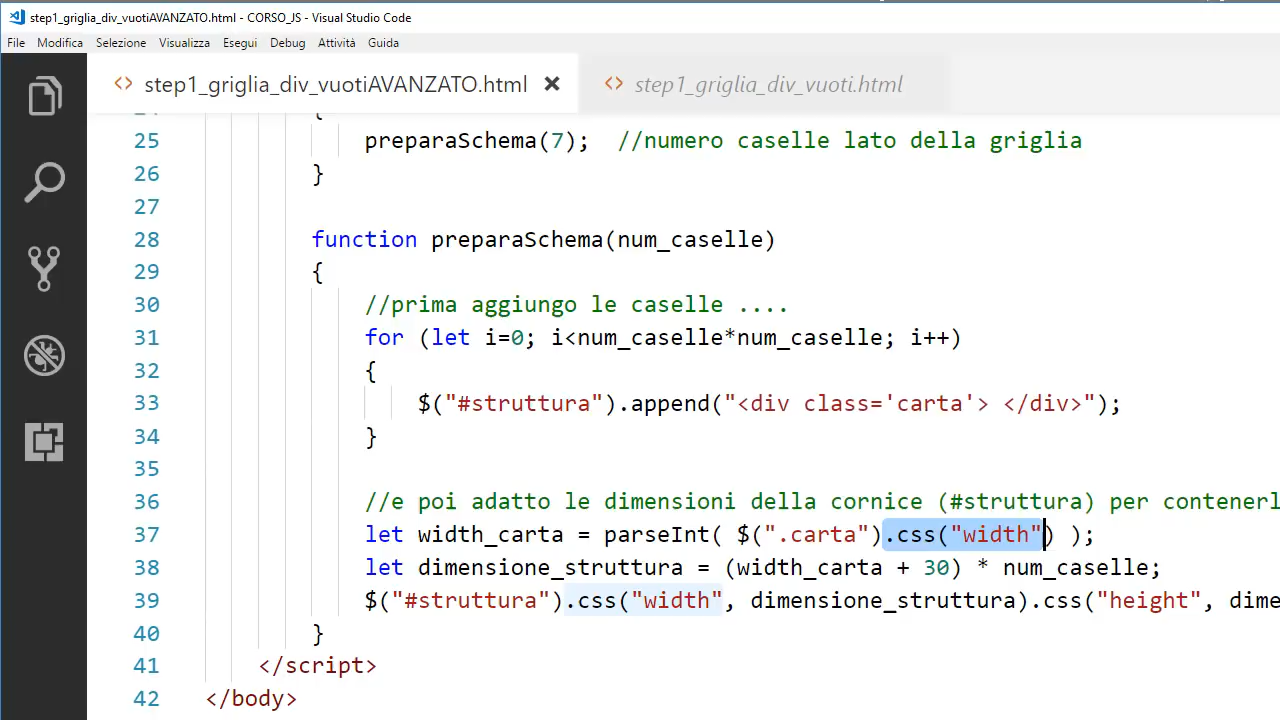 step1_griglia_div_vuotiAVANZATO.html - CORSO_JS - Visual Studio Code
File Modifica Selezione Visualizza Esegui Debug Attività Guida
step1_griglia_div_vuotiAVANZATO.html step1_griglia_div_vuoti.html
25 preparaSchema(7); //numero caselle lato della griglia
26 }
27
28 function preparaSchema(num_caselle)
29 {
30 //prima aggiungo le caselle ....
31 for (let i=0; i<num_caselle*num_caselle; i++)
32 {
33 $("#struttura").append("<div class='carta'> </div>");
34 }
35
36 //e poi adatto le dimensioni della cornice (#struttura) per contenerl
37 let width_carta = parseInt( $(".carta").css("width") );
38 let dimensione_struttura = (width_carta + 30) * num_caselle;
39 $("#struttura").css("width", dimensione_struttura).css("height", dime
40 }
41 </script>
42 </body>